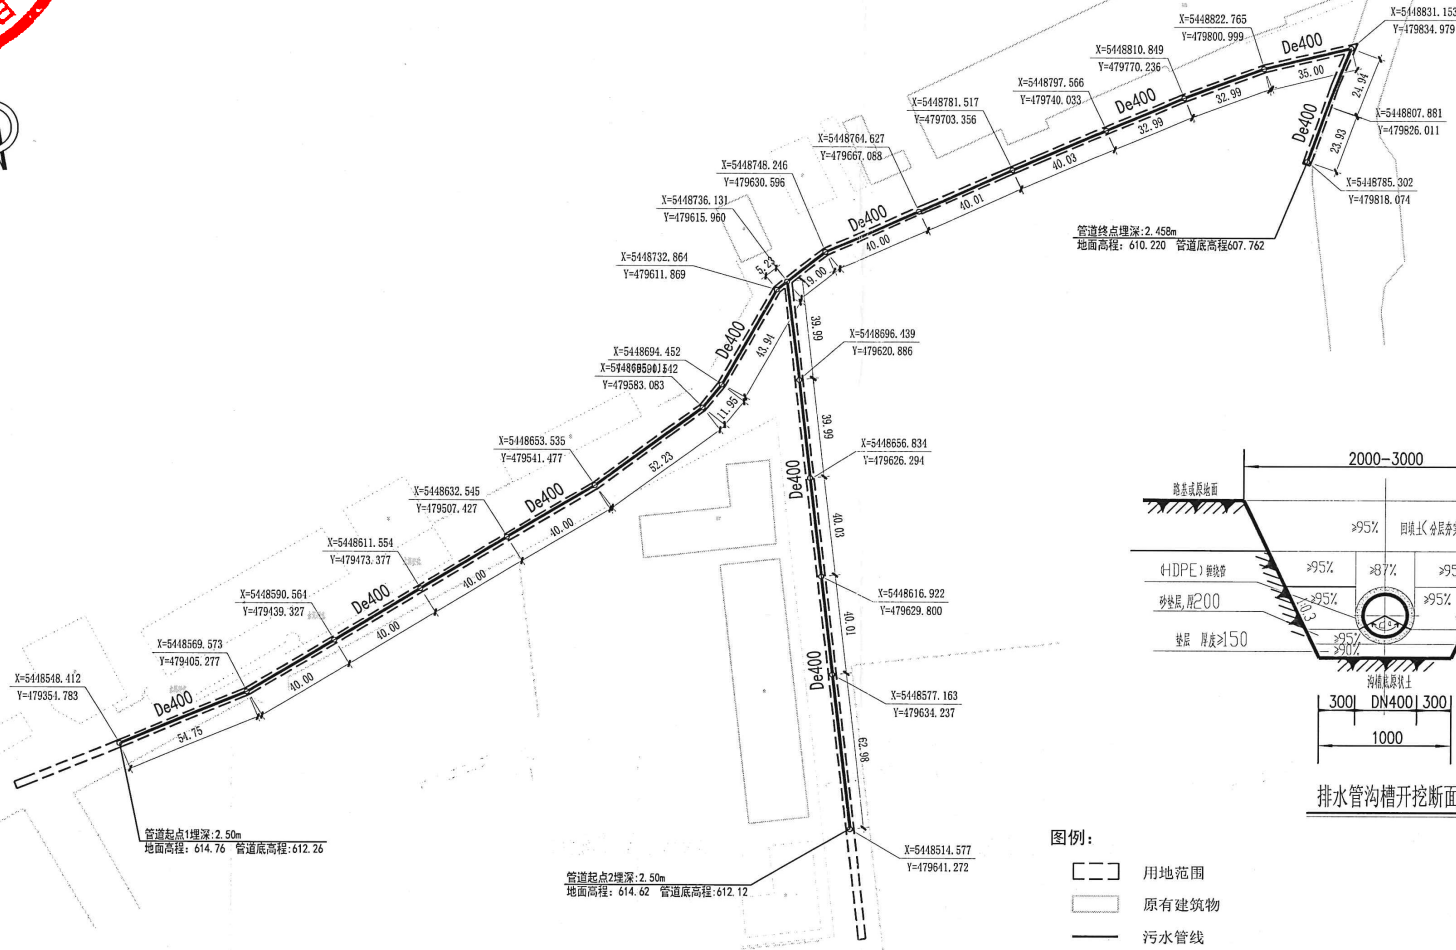 X=5448831.153
Y=479834.979
X=5448822.765
Y=479800.999
De400
35.00
24.94
X=5448810.849
Y=479770.236
32.99
X=5448797.566
Y=479740.033
De400
32.99
De400
X=5448807.881
Y=479826.011
23.93
X=5448781.517
Y=479703.356
40.03
X=5448785.302
Y=479818.074
X=5448764.627
Y=479667.088
40.01
X=5448748.246
Y=479630.596
De400
40.00
管道终点埋深:2.458m
地面高程: 610.220 管道底高程607.762
X=5448736.131
Y=479615.960
X=5448732.864
Y=479611.869
5.23
19.00
39.99
X=5448696.439
Y=479620.886
De400
43.94
X=5448694.452
Y=479583.083
11.95
39.99
X=5448656.834
Y=479626.294
X=5448653.535
Y=479541.477
52.23
De400
X=5448632.545
Y=479507.427
De400
40.00
40.03
X=5448611.554
Y=479473.377
40.00
X=5448616.922
Y=479629.800
X=5448590.564
Y=479439.327
De400
40.00
40.01
X=5448569.573
Y=479405.277
40.00
De400
X=5448577.163
Y=479634.237
X=5448548.412
Y=479354.783
De400
54.75
62.98
管道起点1埋深:2.50m
地面高程: 614.76 管道底高程:612.26
X=5448514.577
Y=479641.272
管道起点2埋深:2.50m
地面高程: 614.62 管道底高程:612.12
2000-3000
路基或原地面
≥95%
回填土(分层夯
(HDPE)缠绕管
≥95%
≥87%
≥95
砂垫层,厚200
≥95%
≥95%
1:0.3
垫层 厚度≥150
≥95%
≥90%
沟槽底原状土
300
DN400
300
1000
排水管沟槽开挖断面
图例:
用地范围
原有建筑物
污水管线